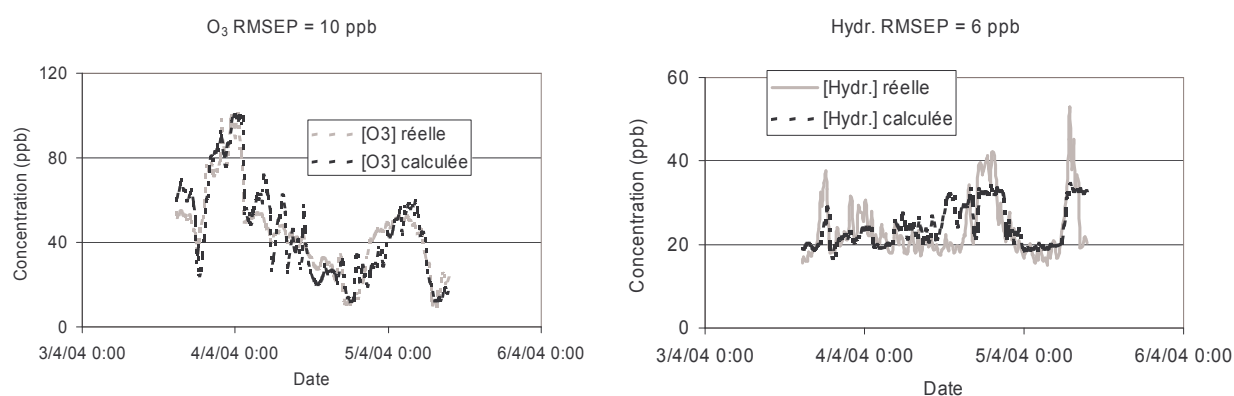 O3 RMSEP = 10 ppb
120
80
40
0
Concentration (ppb)
[O3] réelle
[O3] calculée
3/4/04 0:00
4/4/04 0:00
5/4/04 0:00
6/4/04 0:00
Date
Hydr. RMSEP = 6 ppb
60
40
20
0
Concentration (ppb)
[Hydr.] réelle
[Hydr.] calculée
3/4/04 0:00
4/4/04 0:00
5/4/04 0:00
6/4/04 0:00
Date